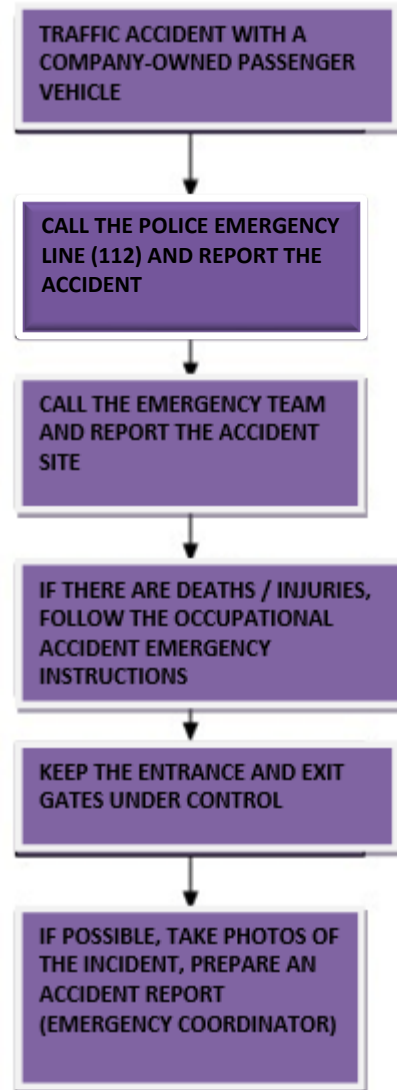 TRAFFIC ACCIDENT WITH A
COMPANY-OWNED PASSENGER
VEHICLE
CALL THE POLICE EMERGENCY
LINE (112) AND REPORT THE
ACCIDENT
CALL THE EMERGENCY TEAM
AND REPORT THE ACCIDENT
SITE
IF THERE ARE DEATHS / INJURIES,
FOLLOW THE OCCUPATIONAL
ACCIDENT EMERGENCY
INSTRUCTIONS
KEEP THE ENTRANCE AND EXIT
GATES UNDER CONTROL
IF POSSIBLE, TAKE PHOTOS OF
THE INCIDENT, PREPARE AN
ACCIDENT REPORT
(EMERGENCY COORDINATOR)